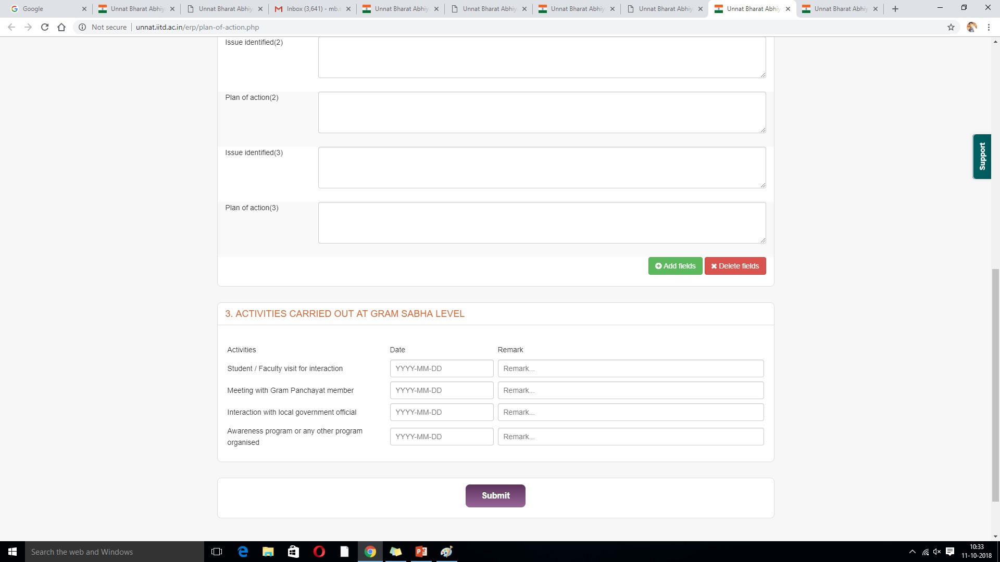 Google
Unnat Bharat Abhiy
Unnat Bharat Abhiy
Inbox (3,641) - mb.s
Unnat Bharat Abhiy
Unnat Bharat Abhiy
Unnat Bharat Abhiy
Unnat Bharat Abhiy
Unnat Bharat Abhiy
Unnat Bharat Abhiy
Not secure
unnat.iitd.ac.in/erp/plan-of-action.php
Issue identified(2)
Plan of action(2)
Issue identified(3)
Plan of action(3)
Support
Add fields
Delete fields
3. ACTIVITIES CARRIED OUT AT GRAM SABHA LEVEL
Activities Date Remark
Student / Faculty visit for interaction YYYY-MM-DD Remark...
Meeting with Gram Panchayat member YYYY-MM-DD Remark...
Interaction with local government official YYYY-MM-DD Remark...
Awareness program or any other program
organised YYYY-MM-DD Remark...
Submit
Search the web and Windows
10:33
11-10-2018